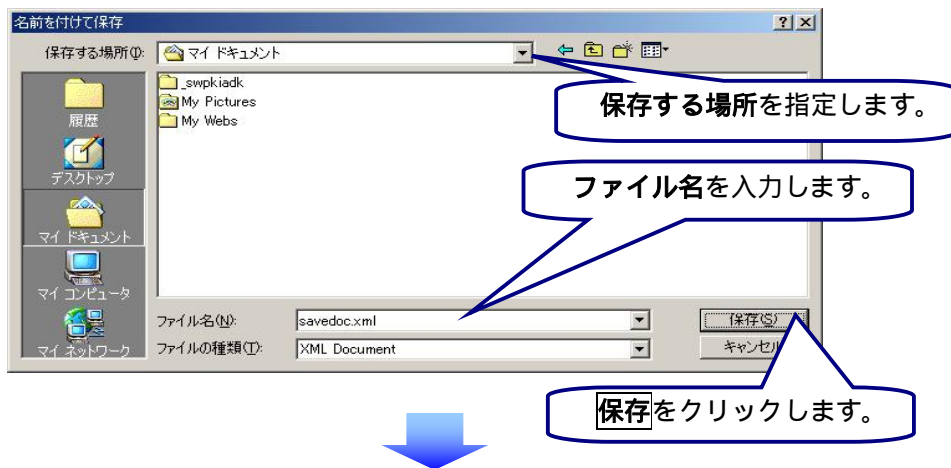 名前を付けて保存
保存する場所(I):
マイ ドキュメント
_swpkiadk
My Pictures
My Webs
履歴
デスクトップ
マイ ドキュメント
マイ コンピュータ
マイ ネットワーク
保存する場所を指定します。
ファイル名を入力します。
ファイル名(N):
savedoc.xml
保存(S)
ファイルの種類(T):
XML Document
キャンセル
保存をクリックします。